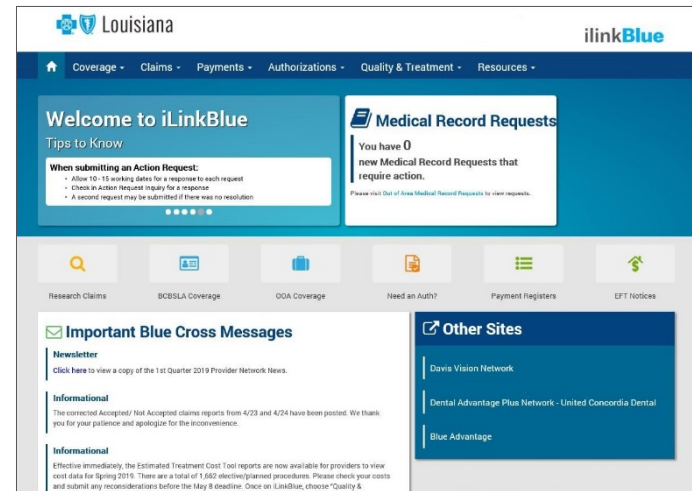 Louisiana
ilinkBlue
Coverage Claims Payments Authorizations Quality & Treatment Resources
Welcome to iLinkBlue
Tips to Know
When submitting an Action Request:
• Allow 10 - 15 working dates for a response to each request
• Check in Action Request Inquiry for a response
• A second request may be submitted if there was no resolution
Medical Record Requests
You have 0
new Medical Record Requests that
require action.
Please visit Out of Area Medical Record Requests to view requests.
Research Claims
BCBSLA Coverage
OOA Coverage
Need an Auth?
Payment Registers
EFT Notices
Important Blue Cross Messages
Newsletter
Click here to view a copy of the 1st Quarter 2019 Provider Network News.
Informational
The corrected Accepted/ Not Accepted claims reports from 4/23 and 4/24 have been posted. We thank
you for your patience and apologize for the inconvenience.
Informational
Effective immediately, the Estimated Treatment Cost Tool reports are now available for providers to view
cost data for Spring 2019. There are a total of 1,662 elective/planned procedures. Please check your costs
and submit any reconsiderations before the May 8 deadline. Once on iLinkBlue, choose "Quality &
Other Sites
Davis Vision Network
Dental Advantage Plus Network - United Concordia Dental
Blue Advantage